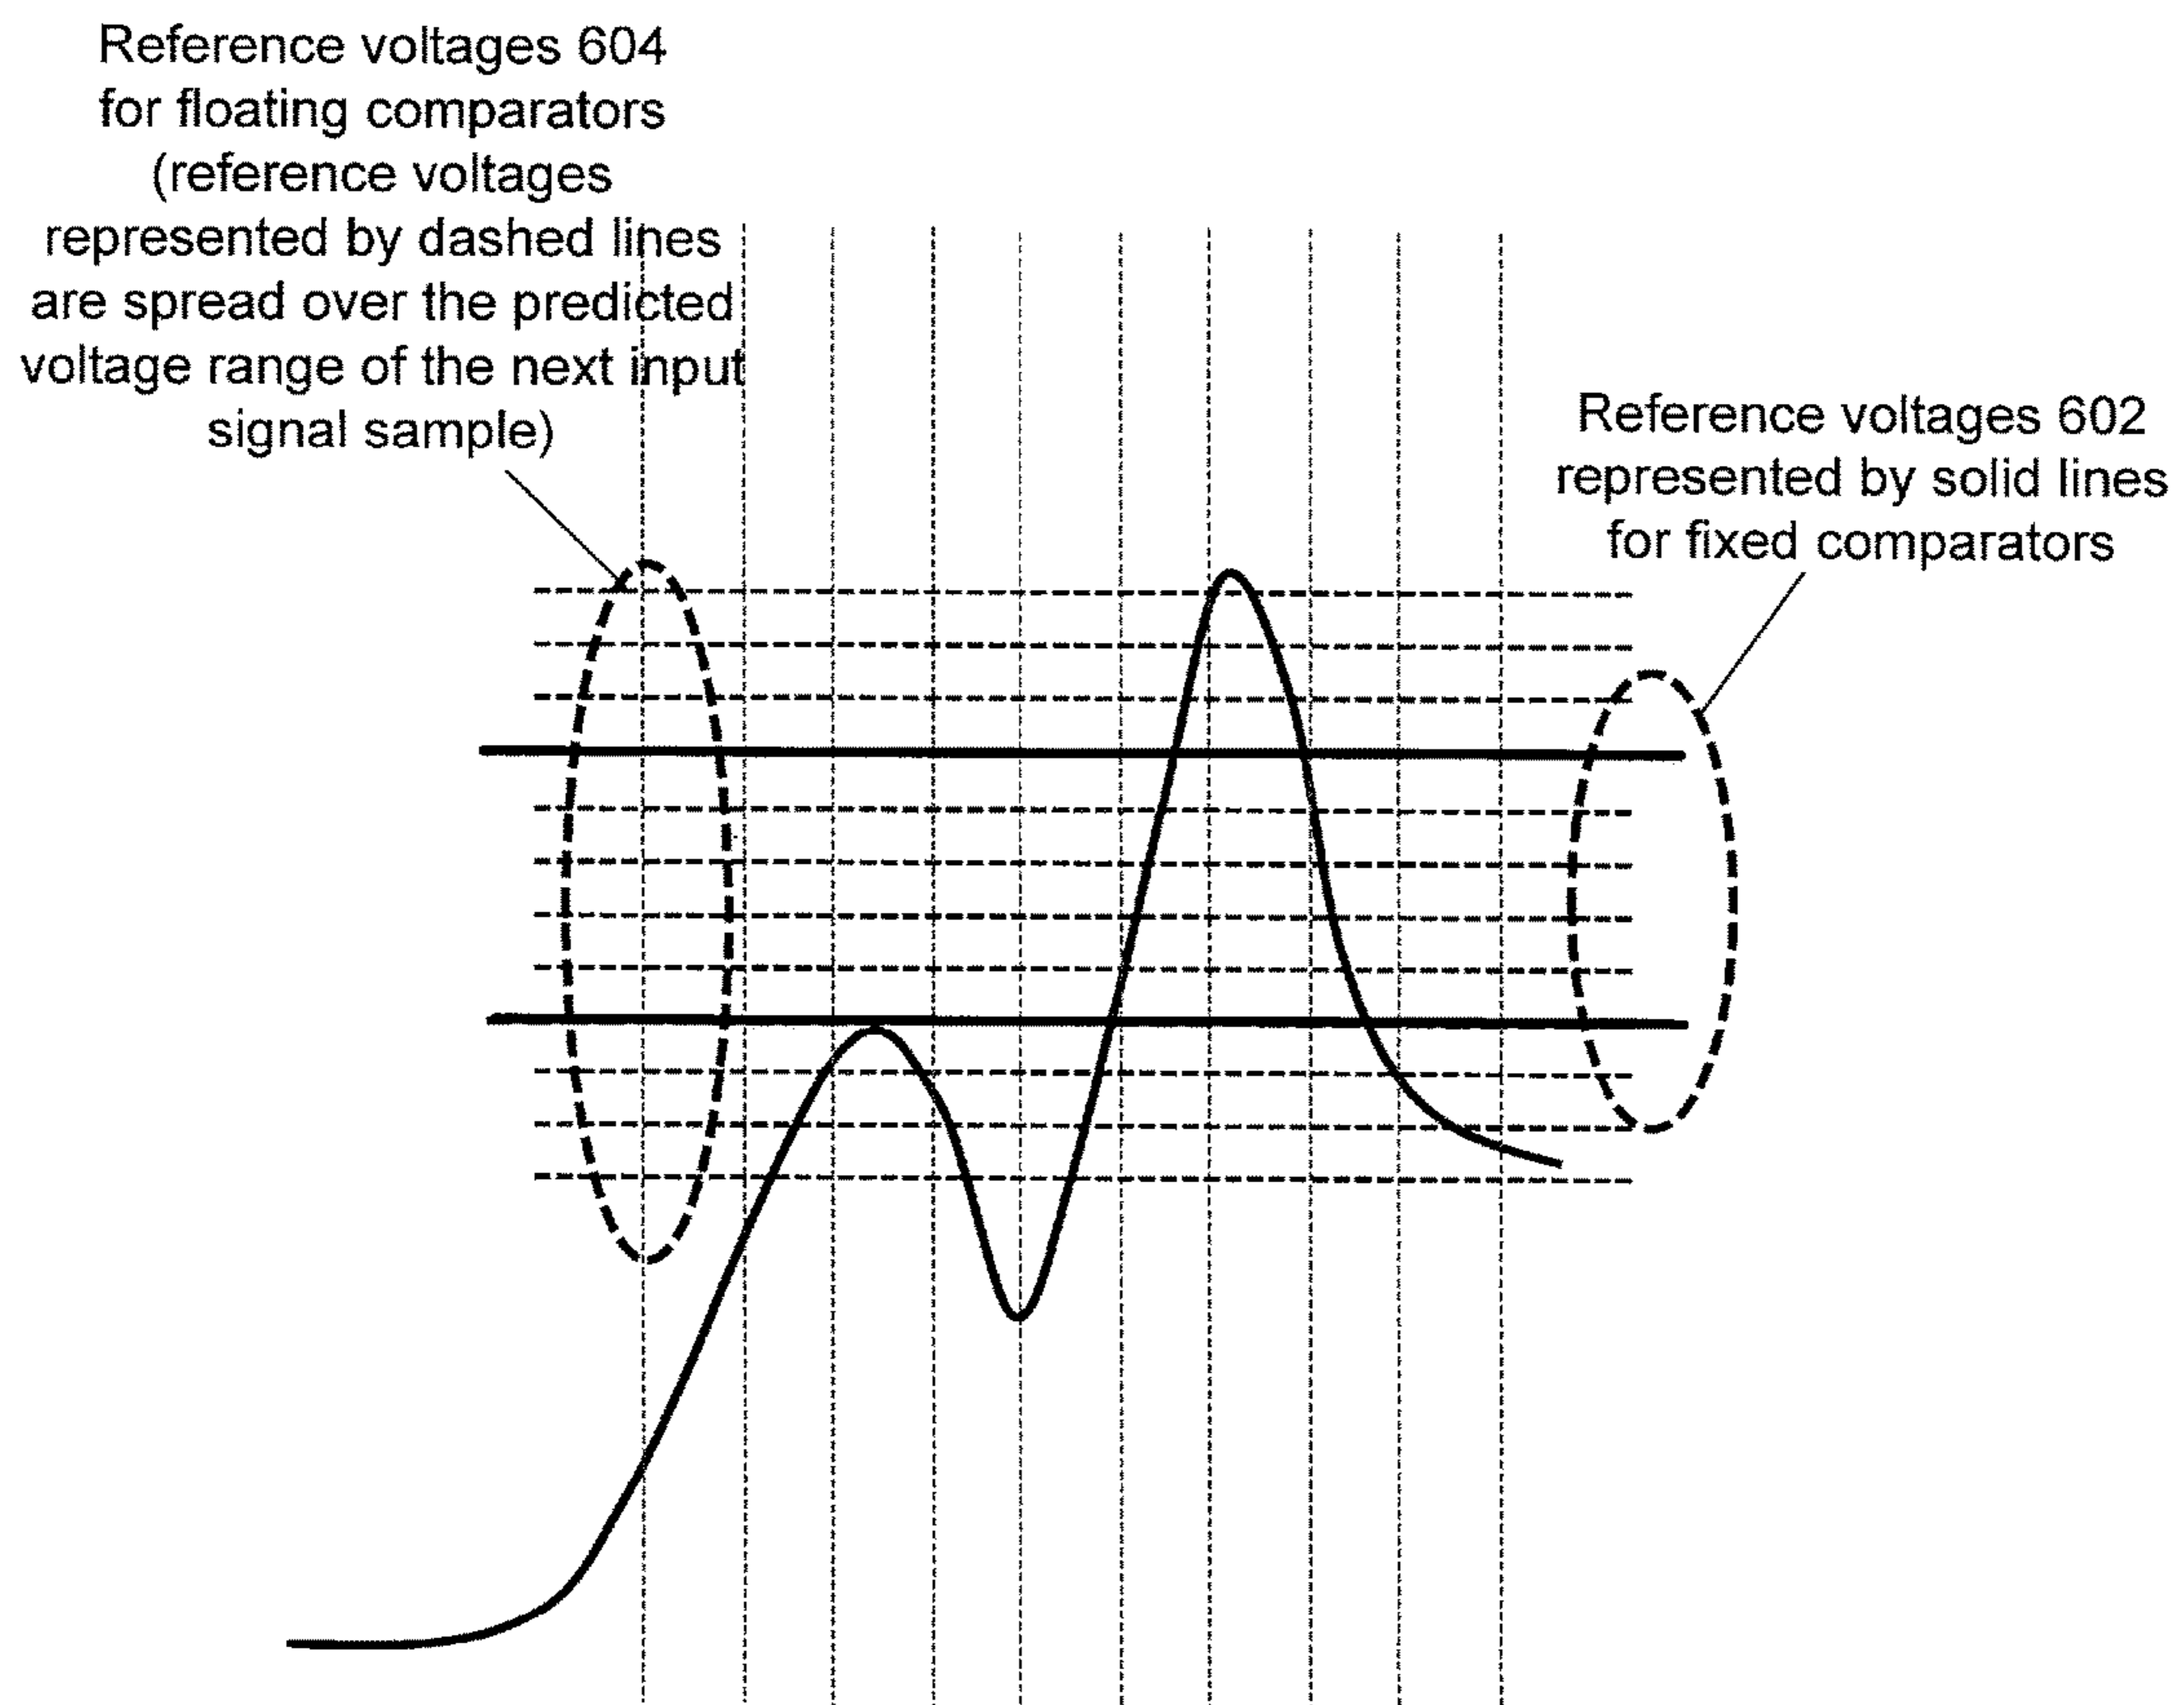 Reference voltages 604
for floating comparators
(reference voltages
represented by dashed lines
are spread over the predicted
voltage range of the next input
signal sample)
Reference voltages 602
represented by solid lines
for fixed comparators